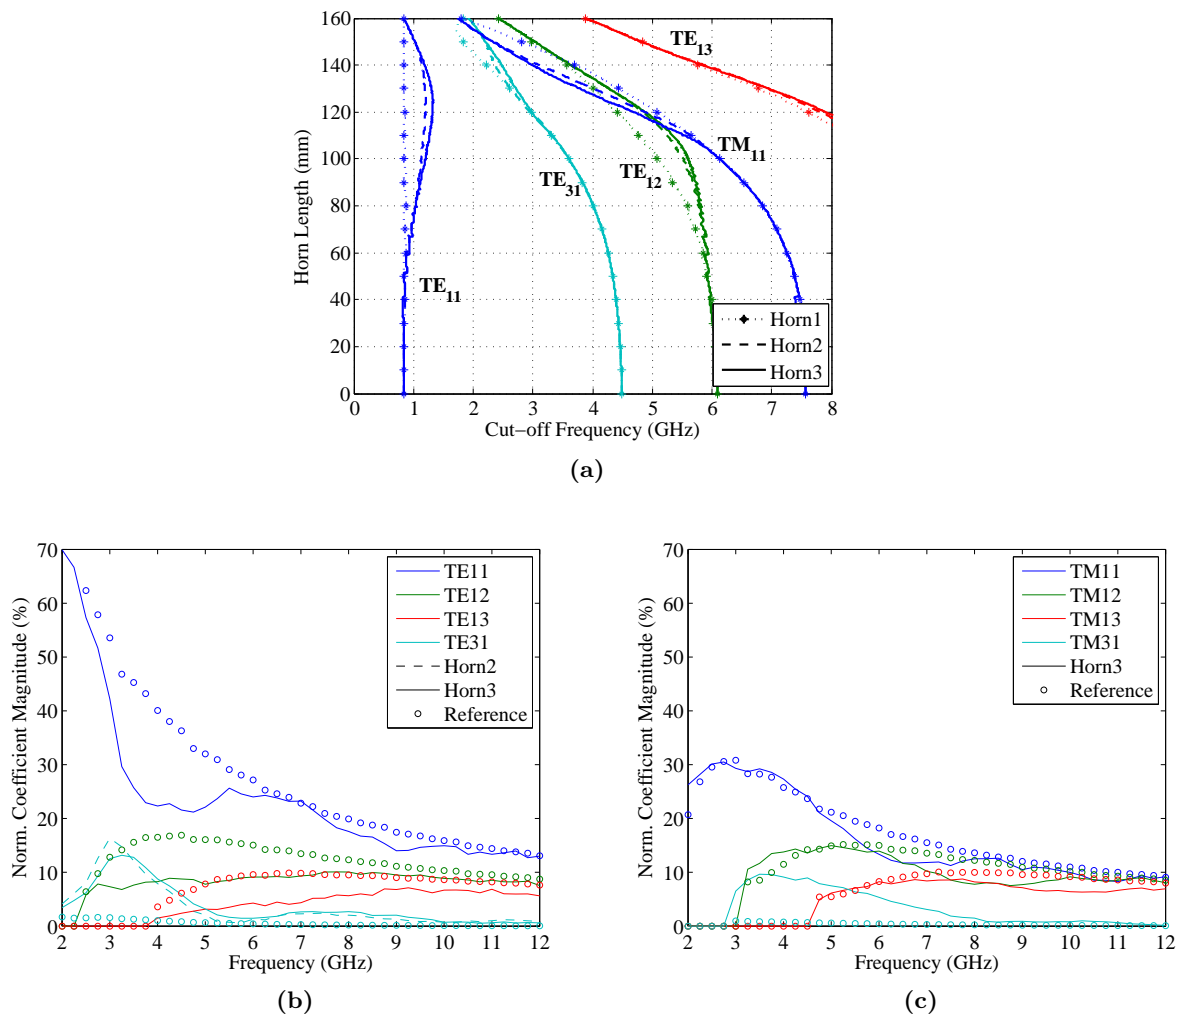 160
140
120
100
80
60
40
20
0
Horn Length (mm)
TE13
TM11
TE12
TE31
TE11
Horn1
Horn2
Horn3
0 1 2 3 4 5 6 7 8
Cut-off Frequency (GHz)
(a)
70
60
50
40
30
20
10
0
Norm. Coefficient Magnitude (%)
TE11
TE12
TE13
TE31
Horn2
Horn3
Reference
2 3 4 5 6 7 8 9 10 11 12
Frequency (GHz)
(b)
70
60
50
40
30
20
10
0
Norm. Coefficient Magnitude (%)
TM11
TM12
TM13
TM31
Horn3
Reference
2 3 4 5 6 7 8 9 10 11 12
Frequency (GHz)
(c)